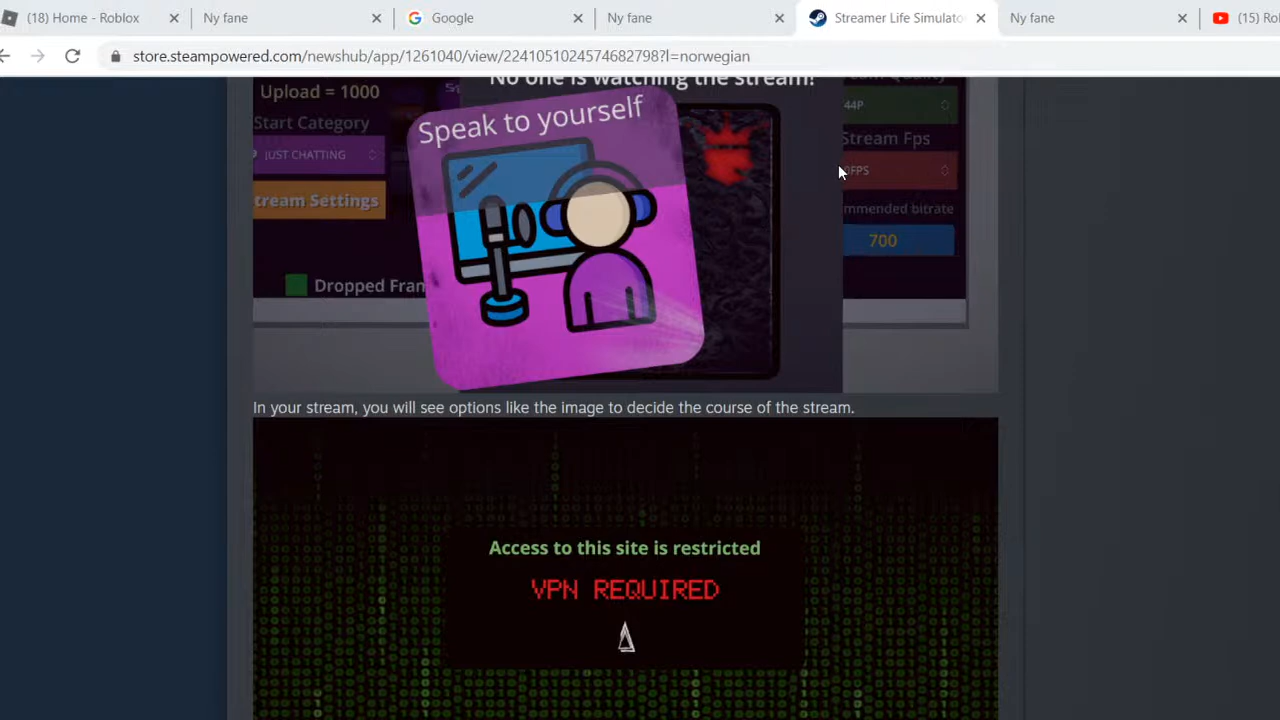 (18) Home - Roblox
Ny fane
Google
Ny fane
Streamer Life Simulato
Ny fane
store.steampowered.com/newshub/app/1261040/view/2241051024574682798?l=norwegian
No one is watching the stream!
Upload = 1000
Speak to yourself
44P
Start Category
Stream Fps
JUST CHATTING
0FPS
tream Settings
mmended bitrate
700
Dropped Fran
In your stream, you will see options like the image to decide the course of the stream.
Access to this site is restricted
VPN REQUIRED